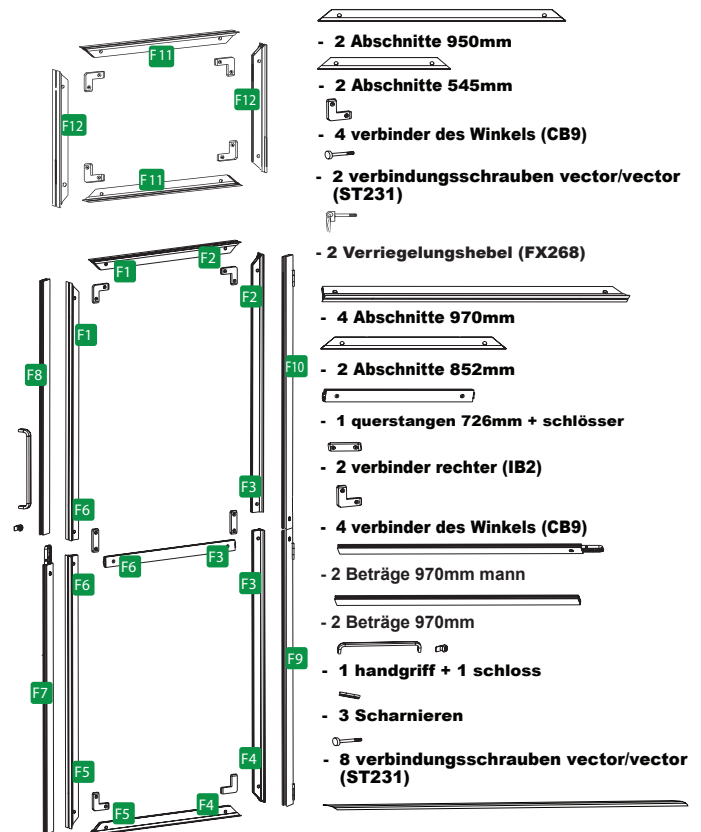 F11
F12
F12
F11
F1
F2
F1
F2
F8
F10
F6
F3
F6
F3
F6
F3
F7
F9
F5
F4
F5
F4
- 2 Abschnitte 950mm
- 2 Abschnitte 545mm
- 4 verbinder des Winkels (CB9)
- 2 verbindungsschrauben vector/vector
(ST231)
- 2 Verriegelungshebel (FX268)
- 4 Abschnitte 970mm
- 2 Abschnitte 852mm
- 1 querstangen 726mm + schlösser
- 2 verbinder rechter (IB2)
- 4 verbinder des Winkels (CB9)
- 2 Beträge 970mm mann
- 2 Beträge 970mm
- 1 handgriff + 1 schloss
- 3 Scharnieren
- 8 verbindungsschrauben vector/vector
(ST231)